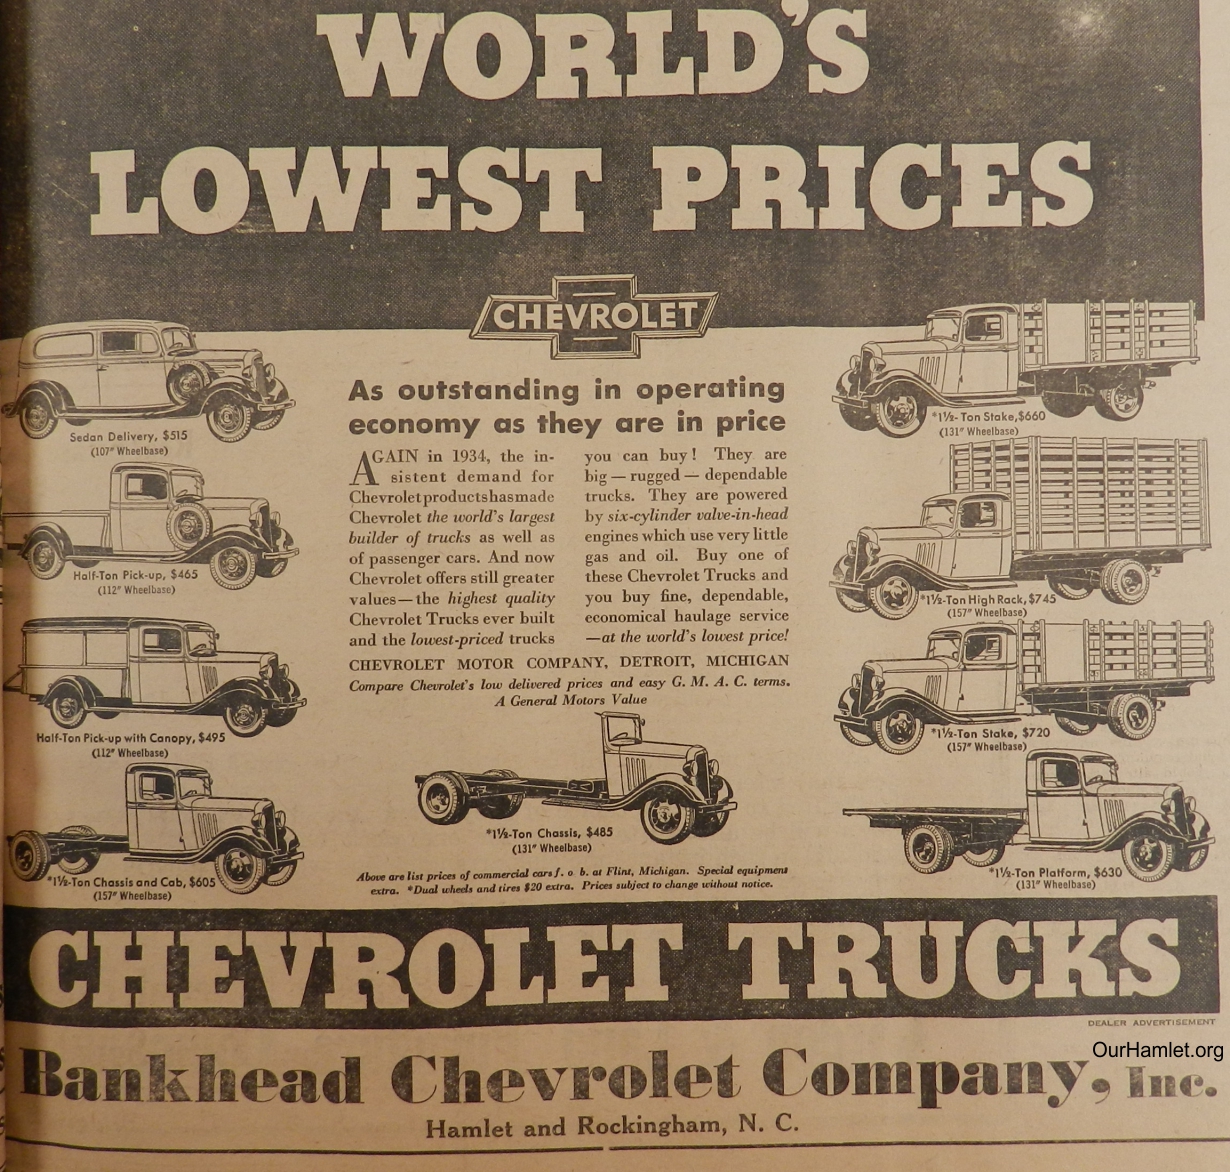 WORLD'S
LOWEST PRICES
CHEVROLET
Sedan Delivery, $515
(107" Wheelbase)
Half-Ton Pick-up, $465
(112" Wheelbase)
Half-Ton Pick-up with Canopy, $495
(112" Wheelbase)
*1½-Ton Chassis and Cab, $605
(157" Wheelbase)
As outstanding in operating
economy as they are in price
AGAIN in 1934, the in-
sistent demand for
Chevrolet products has made
Chevrolet the world's largest
builder of trucks as well as
of passenger cars. And now
Chevrolet offers still greater
values—the highest quality
Chevrolet Trucks ever built
and the lowest-priced trucks
you can buy! They are
big—rugged—dependable
trucks. They are powered
by six-cylinder valve-in-head
engines which use very little
gas and oil. Buy one of
these Chevrolet Trucks and
you buy fine, dependable,
economical haulage service
—at the world's lowest price!
CHEVROLET MOTOR COMPANY, DETROIT, MICHIGAN
Compare Chevrolet's low delivered prices and easy G. M. A. C. terms.
A General Motors Value
*1½-Ton Chassis, $485
(131" Wheelbase)
Above are list prices of commercial cars f. o. b. at Flint, Michigan. Special equipment
extra. *Dual wheels and tires $20 extra. Prices subject to change without notice.
*1½-Ton Stake, $660
(131" Wheelbase)
*1½-Ton High Rack, $745
(157" Wheelbase)
*1½-Ton Stake, $720
(157" Wheelbase)
*1½-Ton Platform, $630
(131" Wheelbase)
CHEVROLET TRUCKS
DEALER ADVERTISEMENT
OurHamlet.org
Bankhead Chevrolet Company, Inc.
Hamlet and Rockingham, N. C.